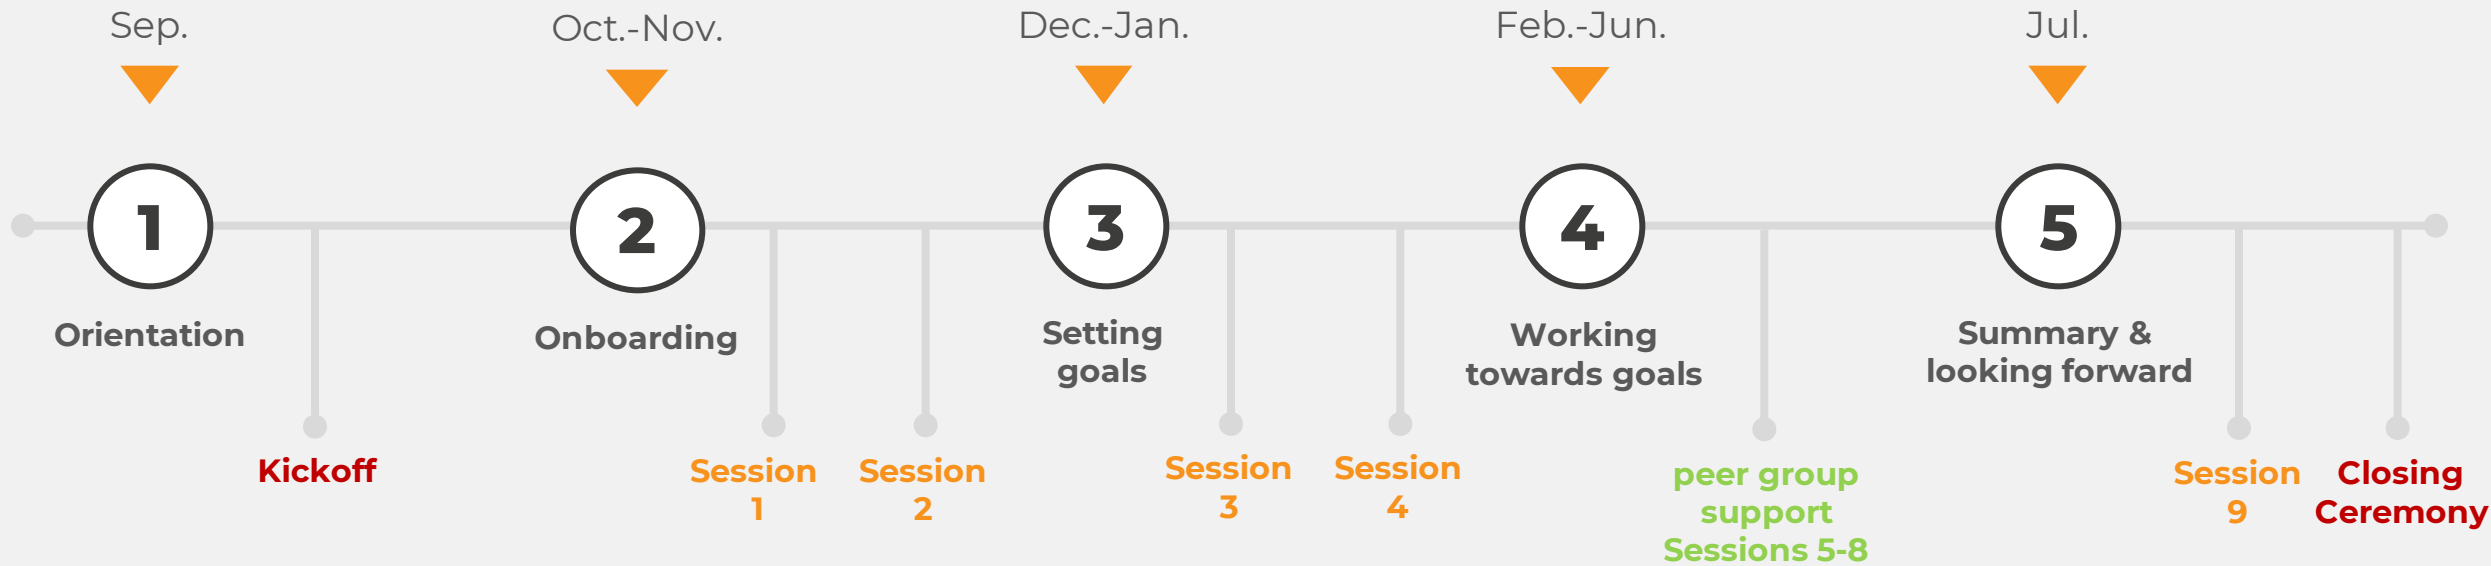 Sep.
Oct.-Nov.
Dec.-Jan.
Feb.-Jun.
Jul.
1
2
3
4
5
Orientation
Onboarding
Setting
goals
Working
towards goals
Summary &
looking forward
Kickoff
Session
1
Session
2
Session
3
Session
4
peer group
support
Sessions 5-8
Session
9
Closing
Ceremony